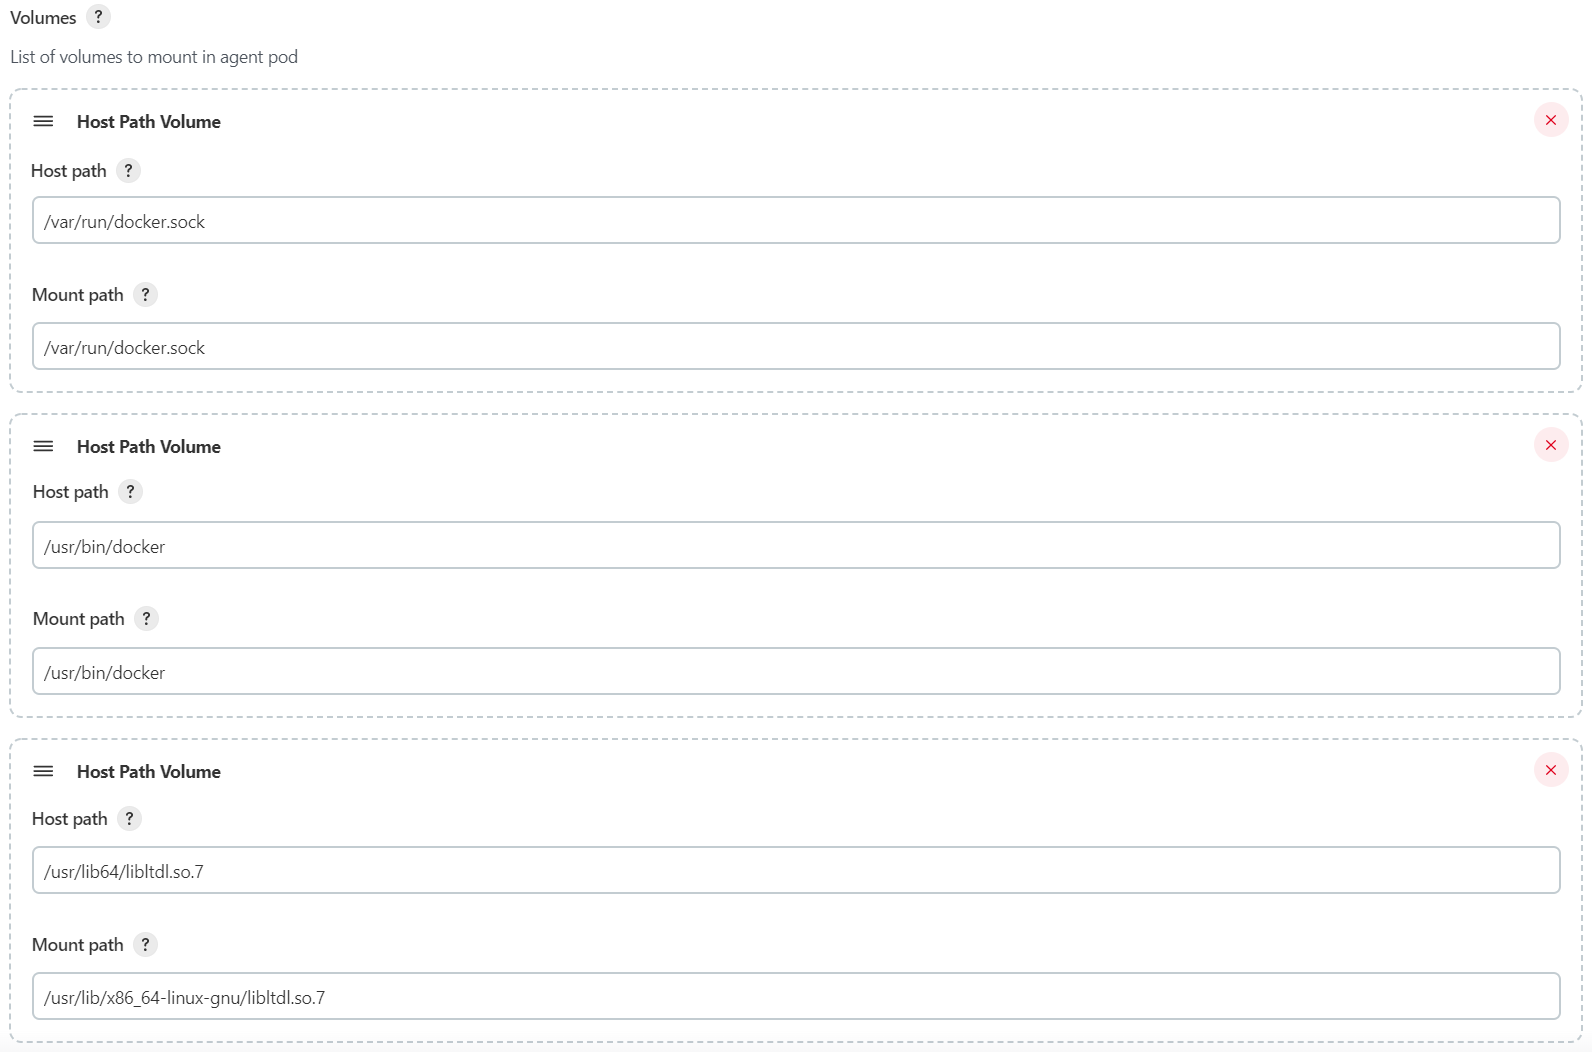 Volumes ?
List of volumes to mount in agent pod
Host Path Volume
Host path ?
/var/run/docker.sock
Mount path ?
/var/run/docker.sock
Host Path Volume
Host path ?
/usr/bin/docker
Mount path ?
/usr/bin/docker
Host Path Volume
Host path ?
/usr/lib64/libltdl.so.7
Mount path ?
/usr/lib/x86_64-linux-gnu/libltdl.so.7